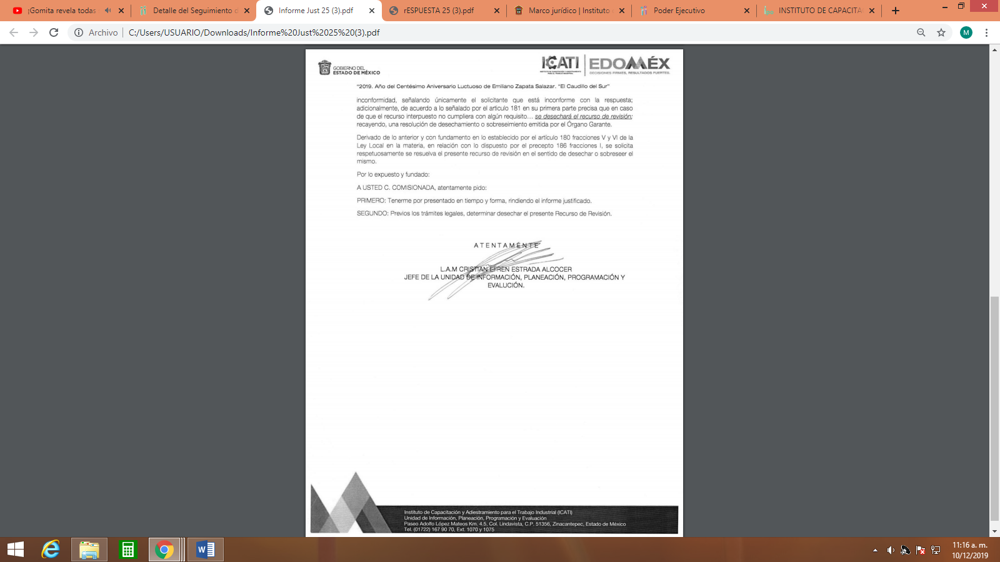 ¡Gomita revela todas
Detalle del Seguimiento d
Informe Just 25 (3).pdf
rESPUESTA 25 (3).pdf
Marco jurídico | Instituto
Poder Ejecutivo
INSTITUTO DE CAPACITA
Archivo
C:/Users/USUARIO/Downloads/Informe%20Just%2025%20(3).pdf
M
GOBIERNO DEL
ESTADO DE MÉXICO
ICATI
INSTITUTO DE CAPACITACIÓN Y ADIESTRAMIENTO
PARA EL TRABAJO INDUSTRIAL
EDOMÉX
DECISIONES FIRMES, RESULTADOS FUERTES.
“2019. Año del Centésimo Aniversario Luctuoso de Emiliano Zapata Salazar. “El Caudillo del Sur”
inconformidad, señalando únicamente el solicitante que está inconforme con la respuesta;
adicionalmente, de acuerdo a lo señalado por el articulo 181 en su primera parte precisa que en caso
de que el recurso interpuesto no cumpliera con algún requisito... se desechará el recurso de revisión;
recayendo, una resolución de desechamiento o sobreseimiento emitida por el Órgano Garante.
Derivado de lo anterior y con fundamento en lo establecido por el artículo 180 fracciones V y VI de la
Ley Local en la materia, en relación con lo dispuesto por el precepto 186 fracciones I, se solicita
respetuosamente se resuelva el presente recurso de revisión en el sentido de desechar o sobreseer el
mismo.
Por lo expuesto y fundado:
A USTED C. COMISIONADA, atentamente pido:
PRIMERO: Tenerme por presentado en tiempo y forma, rindiendo el informe justificado.
SEGUNDO: Previos los trámites legales, determinar desechar el presente Recurso de Revisión.
A T E N T A M E N T E
L.A.M CRISTIAN EFREN ESTRADA ALCOCER
JEFE DE LA UNIDAD DE INFORMACIÓN, PLANEACIÓN, PROGRAMACIÓN Y
EVALUCIÓN.
Instituto de Capacitación y Adiestramiento para el Trabajo Industrial (ICATI)
Unidad de Información, Planeación, Programación y Evaluación
Paseo Adolfo López Mateos Km. 4.5, Col. Lindavista, C.P. 51356, Zinacantepec, Estado de México
Tel. (01722) 167 90 70, Ext. 1070 y 1075
11:16 a. m.
10/12/2019